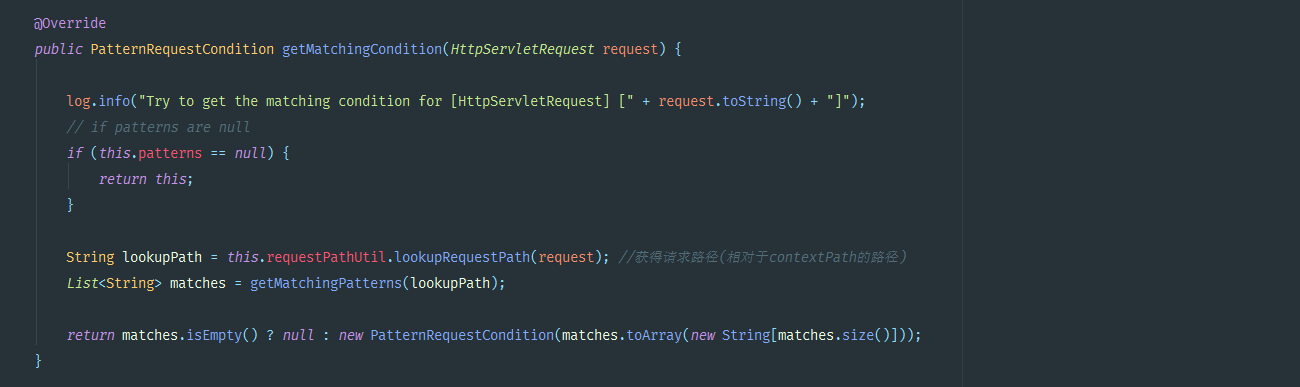 @Override
public PatternRequestCondition getMatchingCondition(HttpServletRequest request) {
log.info("Try to get the matching condition for [HttpServletRequest] [" + request.toString() + "]");
// if patterns are null
if (this.patterns == null) {
return this;
}
String lookupPath = this.requestPathUtil.lookupRequestPath(request); //获得请求路径(相对于contextPath的路径)
List<String> matches = getMatchingPatterns(lookupPath);
return matches.isEmpty() ? null : new PatternRequestCondition(matches.toArray(new String[matches.size()]));
}